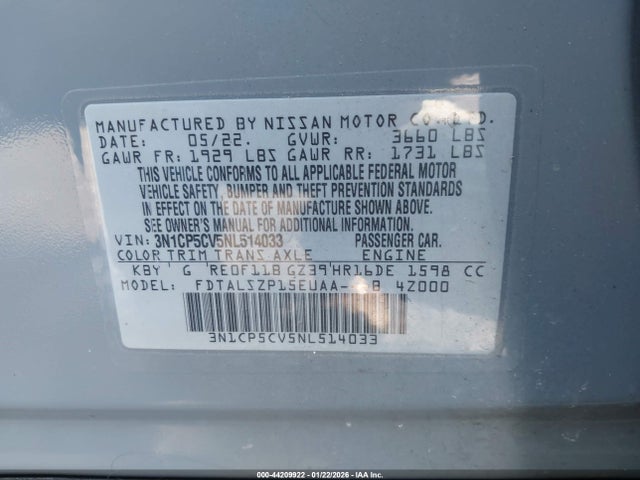 MANUFACTURED BY NISSAN MOTOR CO., LTD.
DATE: 05/22. GVWR: 3660 LBS
GAWR FR: 1929 LBS GAWR RR: 1731 LBS
THIS VEHICLE CONFORMS TO ALL APPLICABLE FEDERAL MOTOR
VEHICLE SAFETY, BUMPER AND THEFT PREVENTION STANDARDS
IN EFFECT ON THE DATE OF MANUFACTURE SHOWN ABOVE.
SEE OWNER'S MANUAL FOR ADDITIONAL INFORMATION.
VIN: 3N1CP5CV5NL514033 PASSENGER CAR.
COLOR TRIM TRANS AXLE ENGINE
KBY G RE0F11B GZ39 HR16DE 1598 CC
MODEL: 4Z000
3N1CP5CV5NL514033
000-44209922 - 01/22/2026 - IAA Inc.